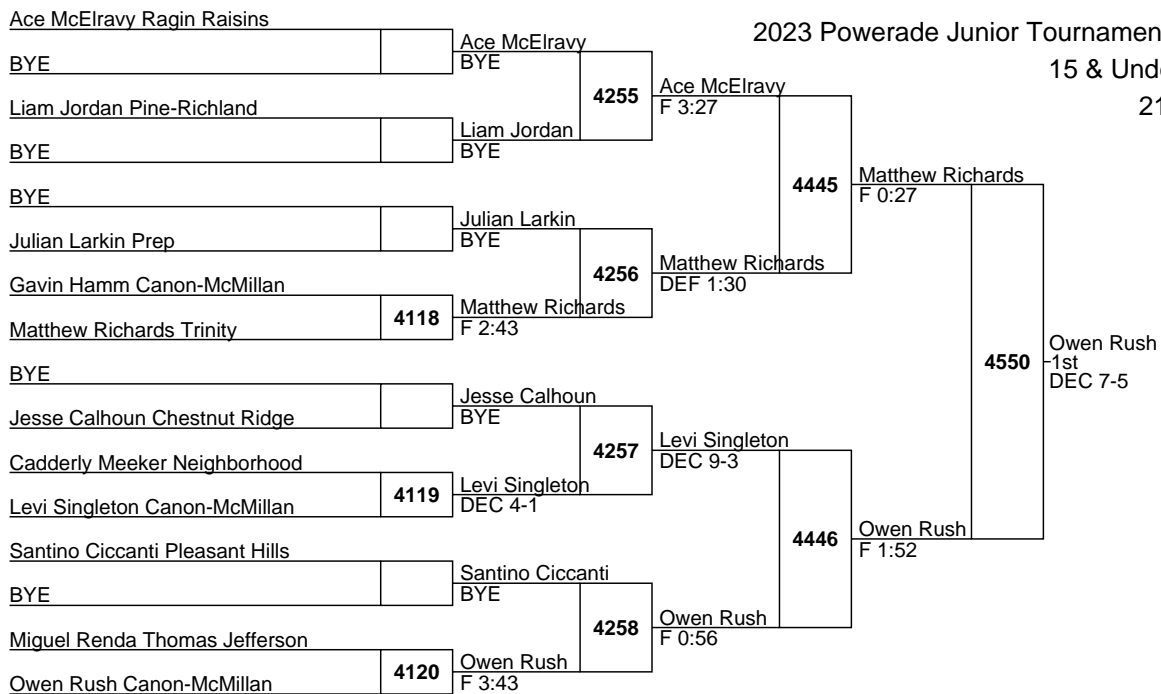 2023 Powerade Junior Tournamen
15 & Unde
21
Ace McElravy Ragin Raisins
BYE
Liam Jordan Pine-Richland
BYE
BYE
Julian Larkin Prep
Gavin Hamm Canon-McMillan
4118
Matthew Richards Trinity
BYE
Jesse Calhoun Chestnut Ridge
Cadderly Meeker Neighborhood
4119
Levi Singleton Canon-McMillan
Santino Ciccanti Pleasant Hills
BYE
Miguel Renda Thomas Jefferson
4120
Owen Rush Canon-McMillan
Ace McElravy
BYE
4255
Liam Jordan
BYE
Julian Larkin
BYE
4256
Matthew Richards
F 2:43
Jesse Calhoun
BYE
4257
Levi Singleton
DEC 4-1
Santino Ciccanti
BYE
4258
Owen Rush
F 3:43
Ace McElravy
F 3:27
4445
Matthew Richards
DEF 1:30
Levi Singleton
DEC 9-3
4446
Owen Rush
F 0:56
Matthew Richards
F 0:27
4550
Owen Rush
F 1:52
Owen Rush
1st
DEC 7-5